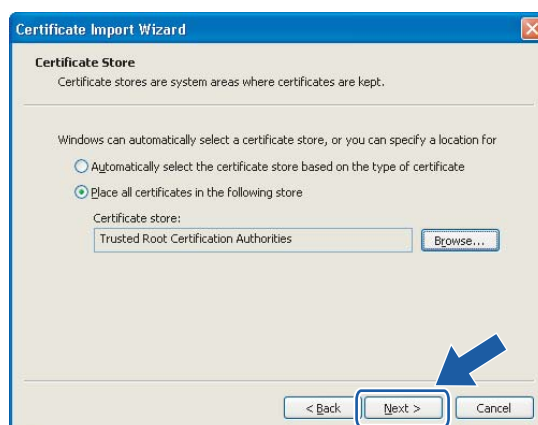 Certificate Import Wizard
Certificate Store
Certificate stores are system areas where certificates are kept.
Windows can automatically select a certificate store, or you can specify a location for
Automatically select the certificate store based on the type of certificate
Place all certificates in the following store
Certificate store:
Trusted Root Certification Authorities
Browse...
< Back
Next >
Cancel